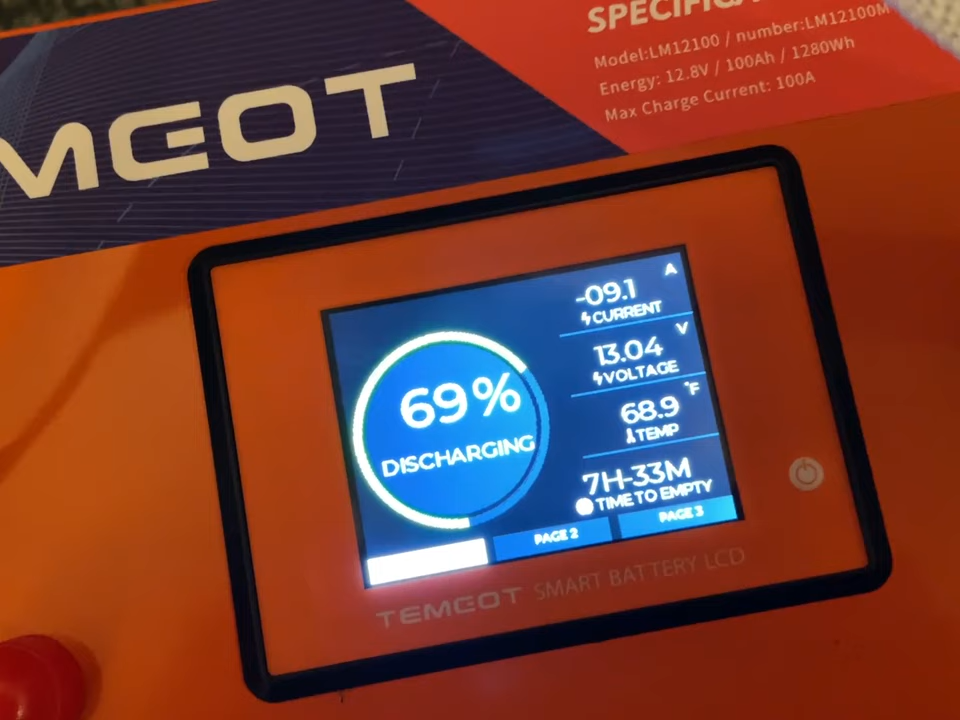 MEOT
SPECIFICA
Model:LM12100 / number:LM12100M
Energy: 12.8V / 100Ah / 1280Wh
Max Charge Current: 100A
69%
DISCHARGING
-09.1 A
CURRENT
13.04 V
VOLTAGE
68.9 °F
TEMP
7H-33M
TIME TO EMPTY
PAGE 2
PAGE 3
TEMGOT SMART BATTERY LCD